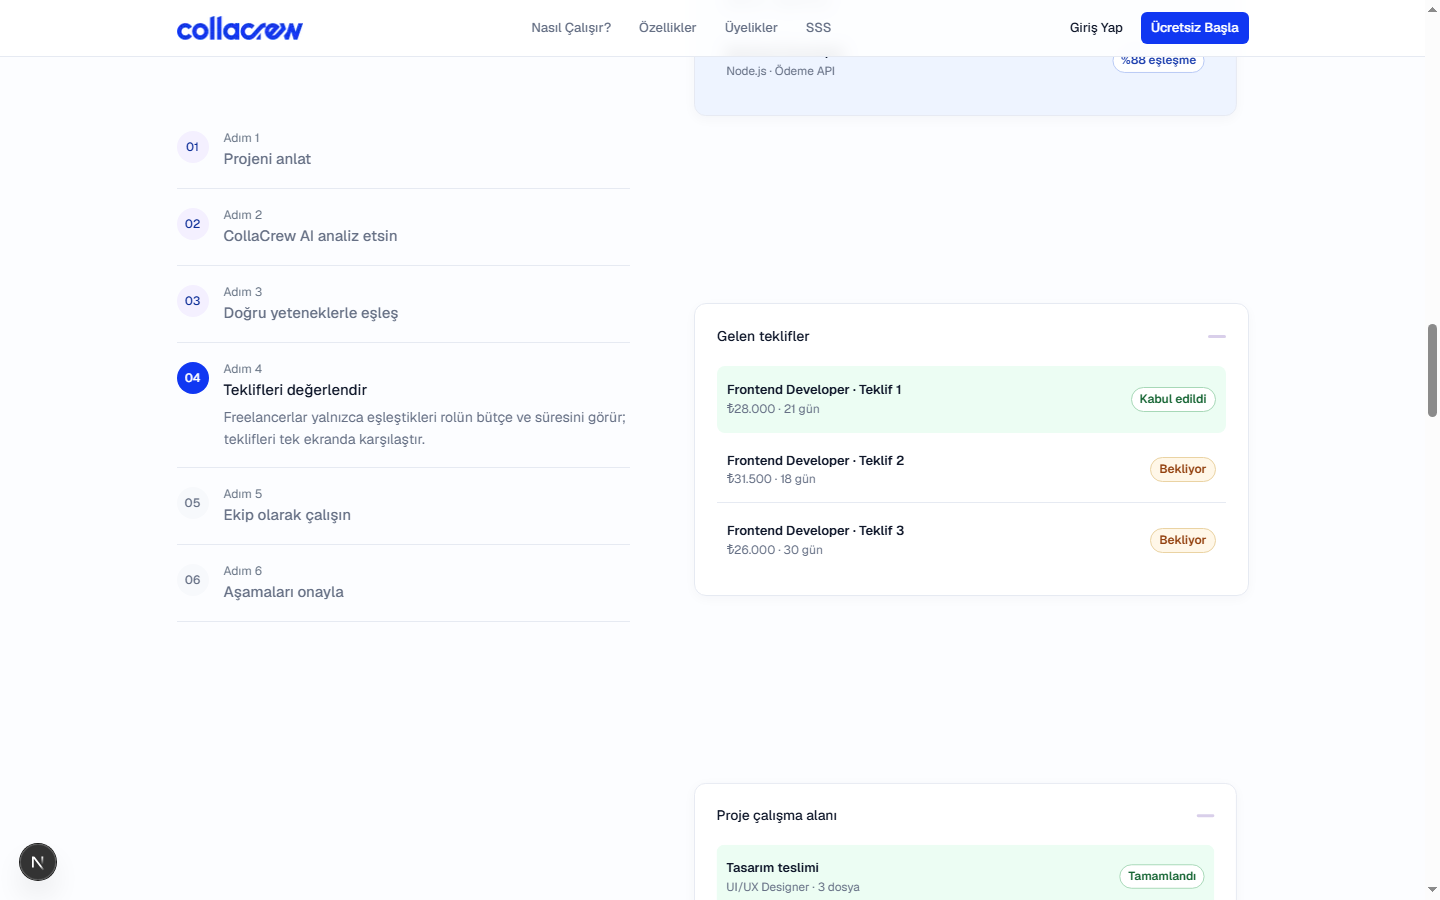 collacrew
Nasıl Çalışır?
Özellikler
Üyelikler
SSS
Giriş Yap
Ücretsiz Başla
Node.js · Ödeme API
%88 eşleşme
01
Adım 1
Projeni anlat
02
Adım 2
CollaCrew AI analiz etsin
03
Adım 3
Doğru yeteneklerle eşleş
04
Adım 4
Teklifleri değerlendir
Freelancerlar yalnızca eşleştikleri rolün bütçe ve süresini görür;
teklifleri tek ekranda karşılaştır.
05
Adım 5
Ekip olarak çalışın
06
Adım 6
Aşamaları onayla
Gelen teklifler
Frontend Developer · Teklif 1
₺28.000 · 21 gün
Kabul edildi
Frontend Developer · Teklif 2
₺31.500 · 18 gün
Bekliyor
Frontend Developer · Teklif 3
₺26.000 · 30 gün
Bekliyor
Proje çalışma alanı
Tasarım teslimi
UI/UX Designer · 3 dosya
Tamamlandı
N